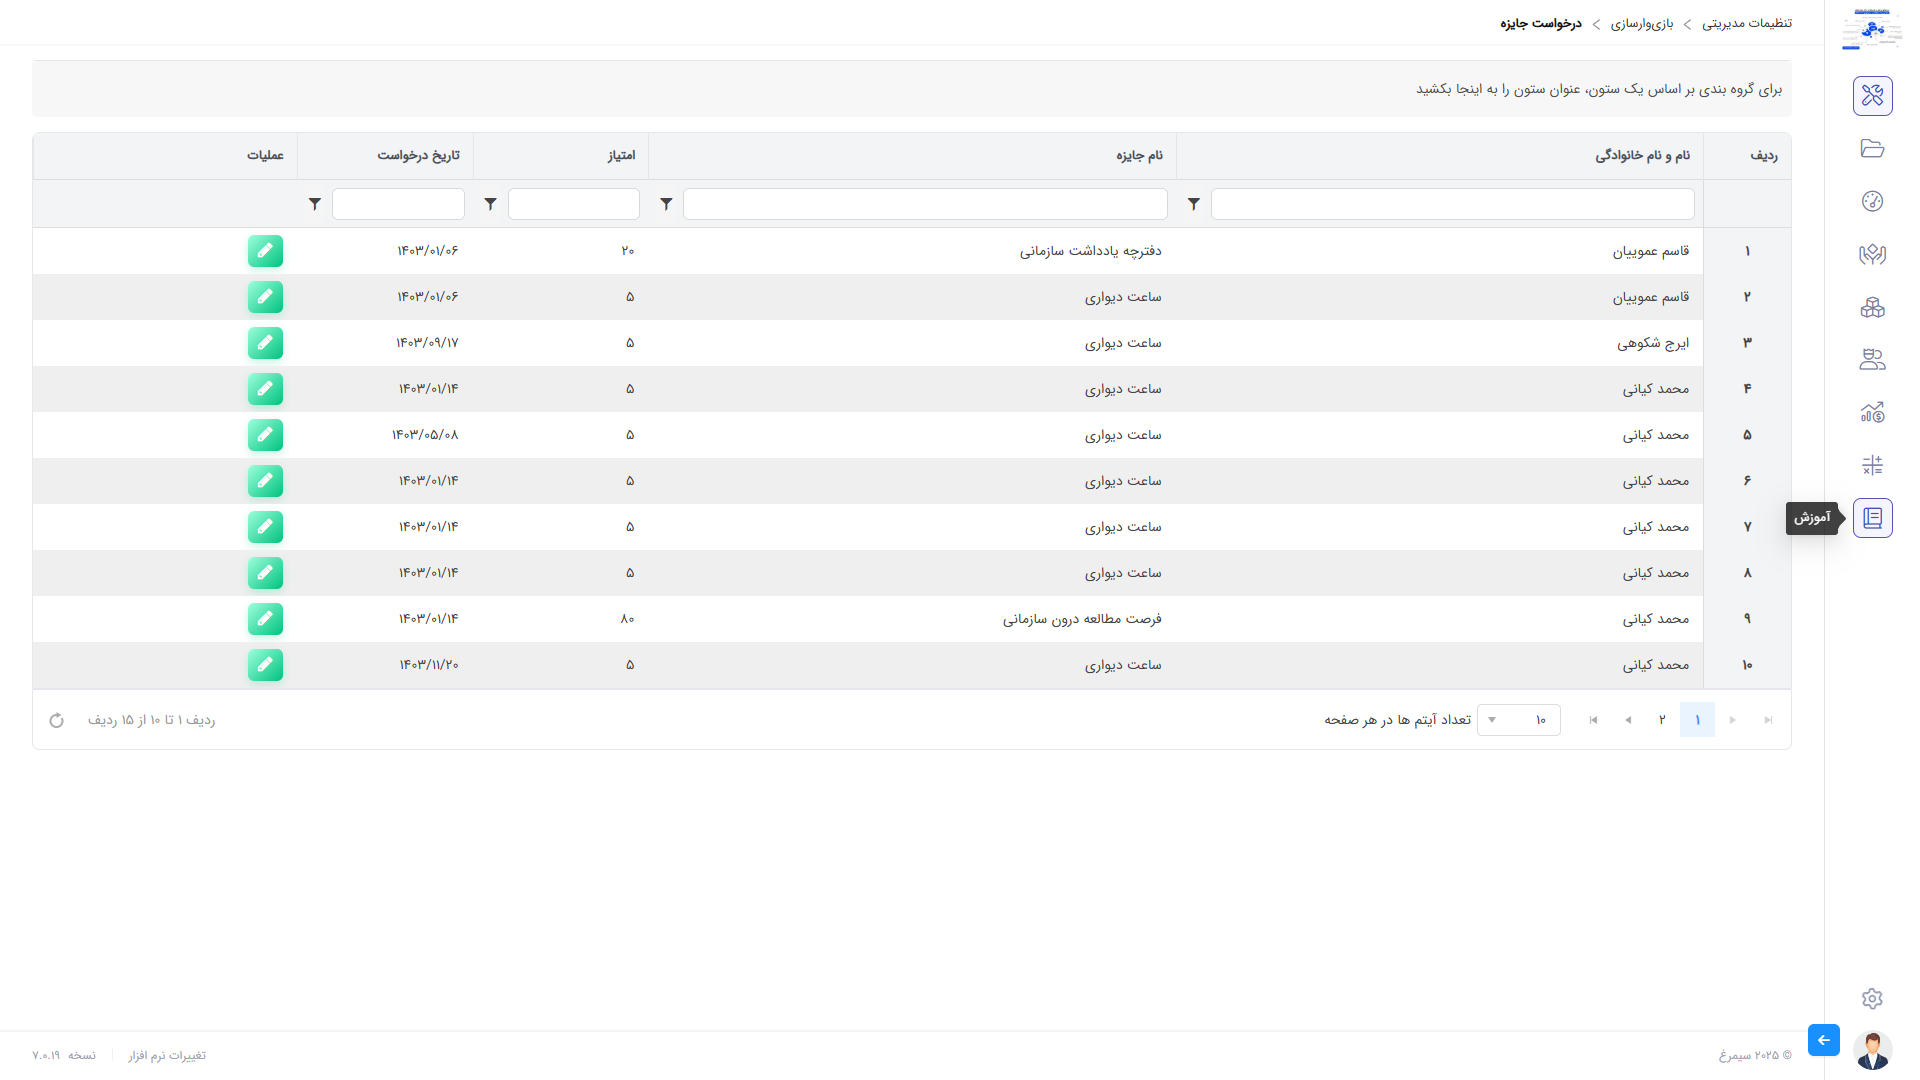 تنظیمات مدیریتی > بازی‌وارسازی > درخواست جایزه
برای گروه بندی بر اساس یک ستون، عنوان ستون را به اینجا بکشید
ردیف نام و نام خانوادگی نام جایزه امتیاز تاریخ درخواست عملیات
۱ قاسم عموییان دفترچه یادداشت سازمانی ۲۰ ۱۴۰۳/۰۱/۰۶
۲ قاسم عموییان ساعت دیواری ۵ ۱۴۰۳/۰۱/۰۶
۳ ایرج شکوهی ساعت دیواری ۵ ۱۴۰۳/۰۹/۱۷
۴ محمد کیانی ساعت دیواری ۵ ۱۴۰۳/۰۱/۱۴
۵ محمد کیانی ساعت دیواری ۵ ۱۴۰۳/۰۵/۰۸
۶ محمد کیانی ساعت دیواری ۵ ۱۴۰۳/۰۱/۱۴
۷ محمد کیانی ساعت دیواری ۵ ۱۴۰۳/۰۱/۱۴
آموزش
۸ محمد کیانی ساعت دیواری ۵ ۱۴۰۳/۰۱/۱۴
۹ محمد کیانی فرصت مطالعه درون سازمانی ۸۰ ۱۴۰۳/۰۱/۱۴
۱۰ محمد کیانی ساعت دیواری ۵ ۱۴۰۳/۱۱/۲۰
۱ ۲ ۱۰ تعداد آیتم ها در هر صفحه ردیف ۱ تا ۱۰ از ۱۵ ردیف
© ۲۰۲۵ سیمرغ تغییرات نرم افزار نسخه ۷.۰.۱۹